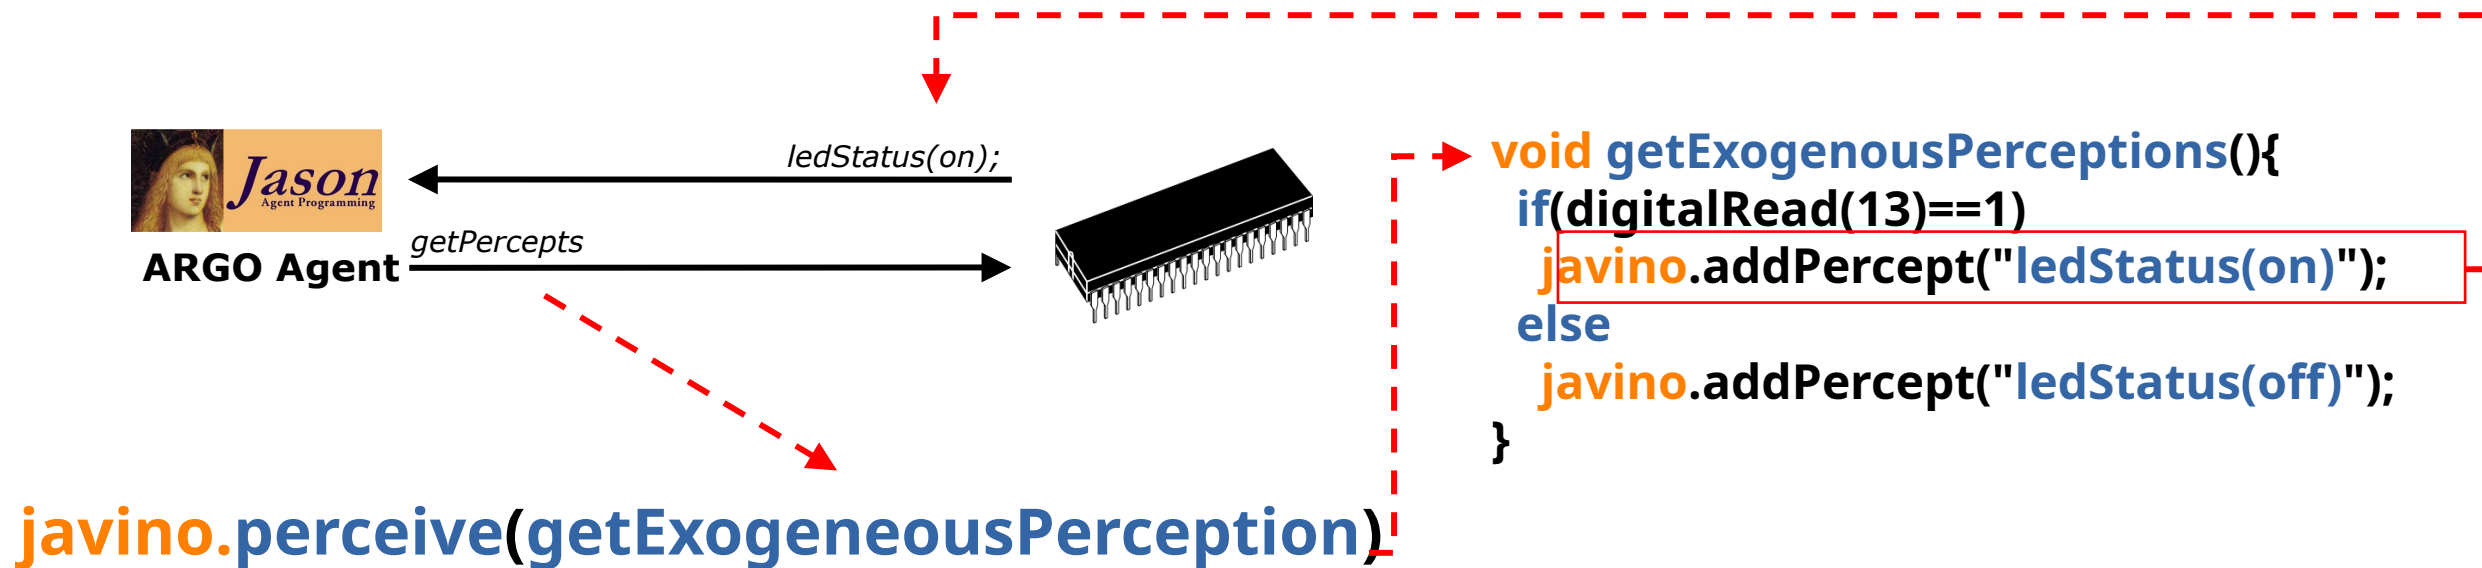 ledStatus(on);
Jason
Agent Programming
getPercepts
ARGO Agent
void getExogenousPerceptions(){
if(digitalRead(13)==1)
javino.addPercept("ledStatus(on)");
else
javino.addPercept("ledStatus(off)");
}
javino.perceive(getExogeneousPerception)